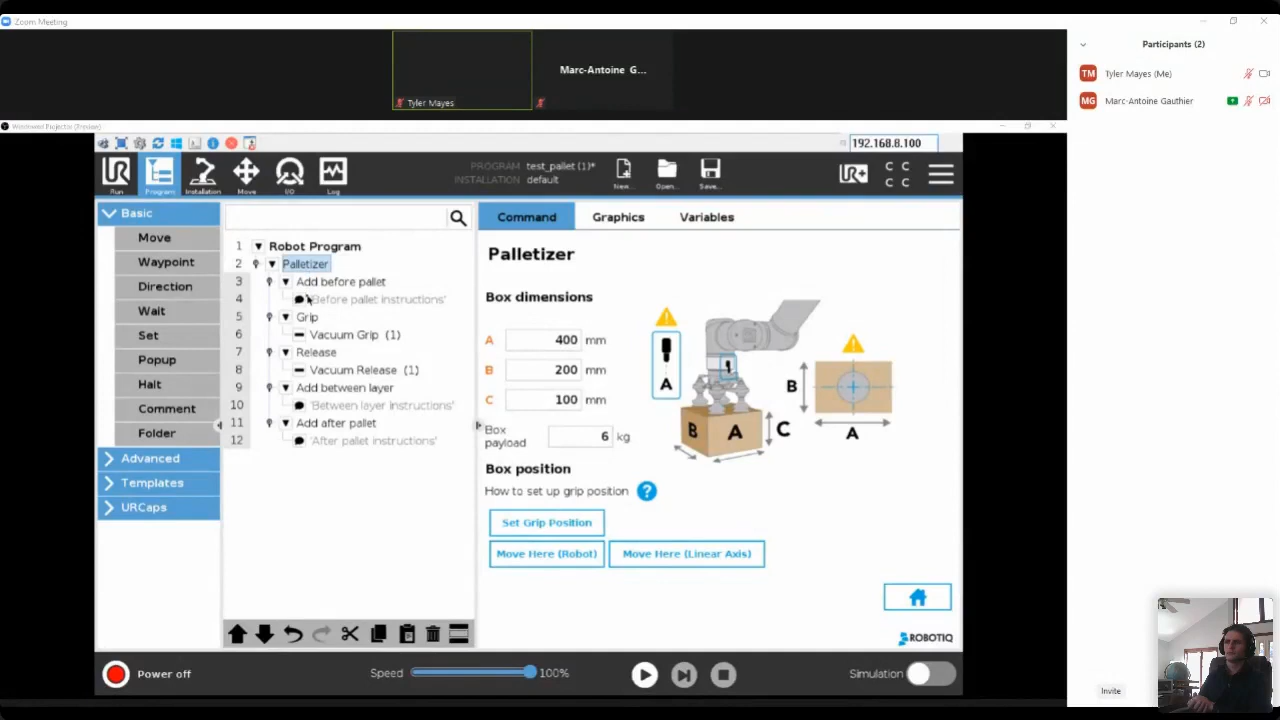 Zoom Meeting
Marc-Antoine G...
Tyler Mayes
Participants (2)
TM Tyler Mayes (Me)
MG Marc-Antoine Gauthier
192.168.8.100
Run
Program
Installation
Move
I/O
Log
PROGRAM test_pallet (1)*
INSTALLATION default
New...
Open...
Save...
UR+
C C
C C
Basic
Move
Waypoint
Direction
Wait
Set
Popup
Halt
Comment
Folder
Advanced
Templates
URCaps
1 Robot Program
2 Palletizer
3 Add before pallet
4 'Before pallet instructions'
5 Grip
6 Vacuum Grip (1)
7 Release
8 Vacuum Release (1)
9 Add between layer
10 'Between layer instructions'
11 Add after pallet
12 'After pallet instructions'
Command
Graphics
Variables
Palletizer
Box dimensions
A 400 mm
B 200 mm
C 100 mm
Box payload 6 kg
A
B A C
B
A
Box position
How to set up grip position ?
Set Grip Position
Move Here (Robot)
Move Here (Linear Axis)
ROBOTIQ
Power off
Speed 100%
Simulation
Invite